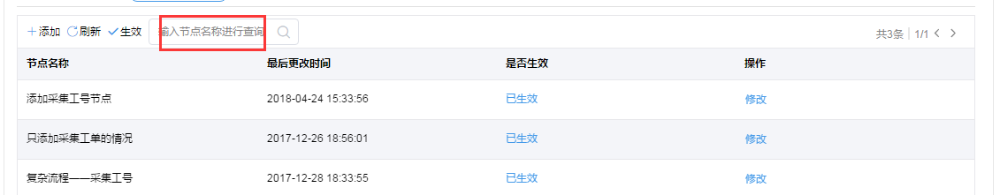 添加 刷新 生效 输入节点名称进行查询 共3条 1/1
节点名称 最后更改时间 是否生效 操作
添加采集工号节点 2018-04-24 15:33:56 已生效 修改
只添加采集工单的情况 2017-12-26 18:56:01 已生效 修改
复杂流程——采集工号 2017-12-28 18:33:55 已生效 修改